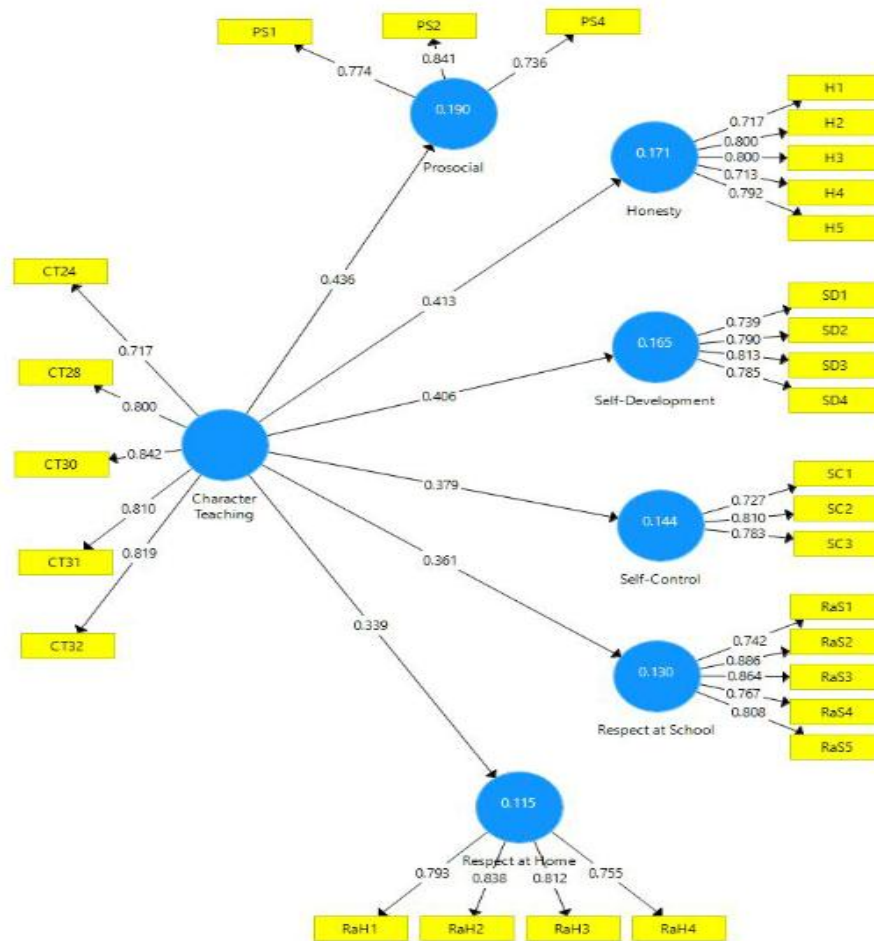 PS1
PS2
PS4
0.774
0.841
0.736
0.190
Prosocial
H1
H2
H3
H4
H5
0.717
0.800
0.800
0.713
0.792
0.171
Honesty
CT24
CT28
CT30
CT31
CT32
0.717
0.800
0.842
0.810
0.819
Character
Teaching
0.436
0.413
0.406
0.379
0.361
0.339
SD1
SD2
SD3
SD4
0.739
0.790
0.813
0.785
0.165
Self-Development
SC1
SC2
SC3
0.727
0.810
0.783
0.144
Self-Control
RaS1
RaS2
RaS3
RaS4
RaS5
0.742
0.886
0.864
0.767
0.808
0.130
Respect at School
0.115
Respect at Home
0.793
0.838
0.812
0.755
RaH1
RaH2
RaH3
RaH4